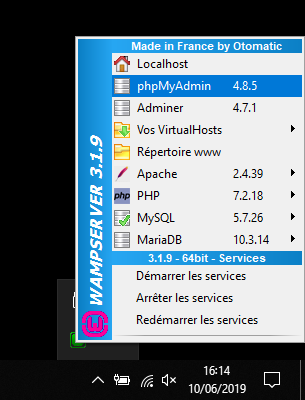 Made in France by Otomatic
Localhost
phpMyAdmin 4.8.5
Adminer 4.7.1
Vos VirtualHosts
Répertoire www
Apache 2.4.39
php PHP 7.2.18
MySQL 5.7.26
MariaDB 10.3.14
3.1.9 - 64bit - Services
Démarrer les services
Arrêter les services
Redémarrer les services
WAMPSERVER 3.1.9
16:14
10/06/2019